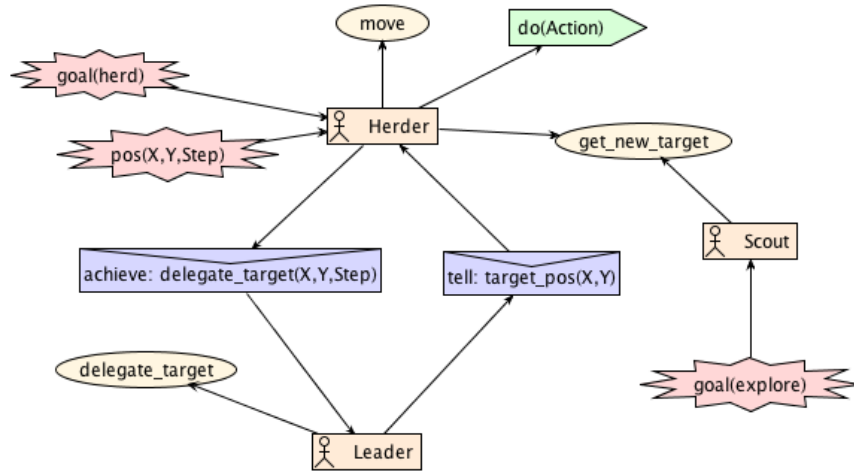 move
do(Action)
goal(herd)
Herder
pos(X,Y,Step)
get_new_target
Scout
achieve: delegate_target(X,Y,Step)
tell: target_pos(X,Y)
delegate_target
goal(explore)
Leader